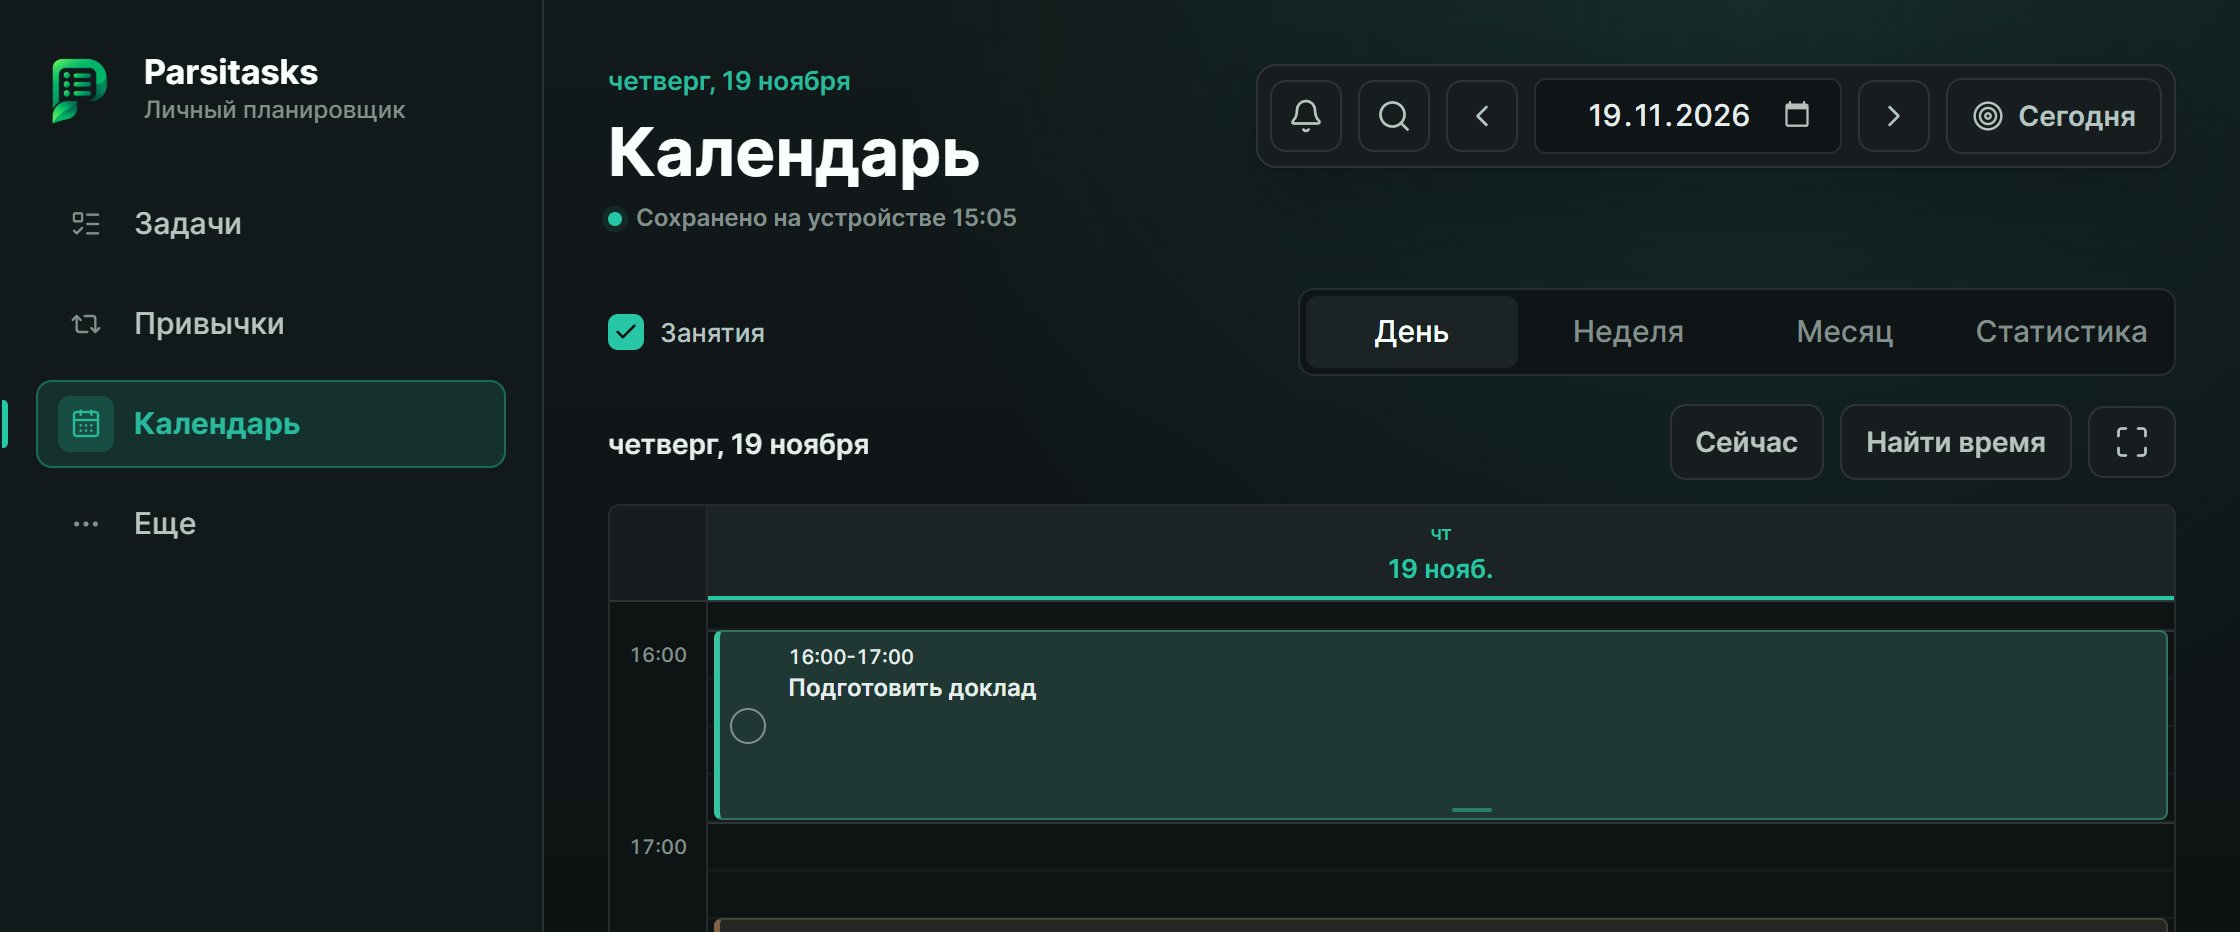 Parsitasks
Личный планировщик
Задачи
Привычки
Календарь
Еще
четверг, 19 ноября
Календарь
Сохранено на устройстве 15:05
19.11.2026
Сегодня
Занятия
День
Неделя
Месяц
Статистика
четверг, 19 ноября
Сейчас
Найти время
чт
19 нояб.
16:00
16:00-17:00
Подготовить доклад
17:00